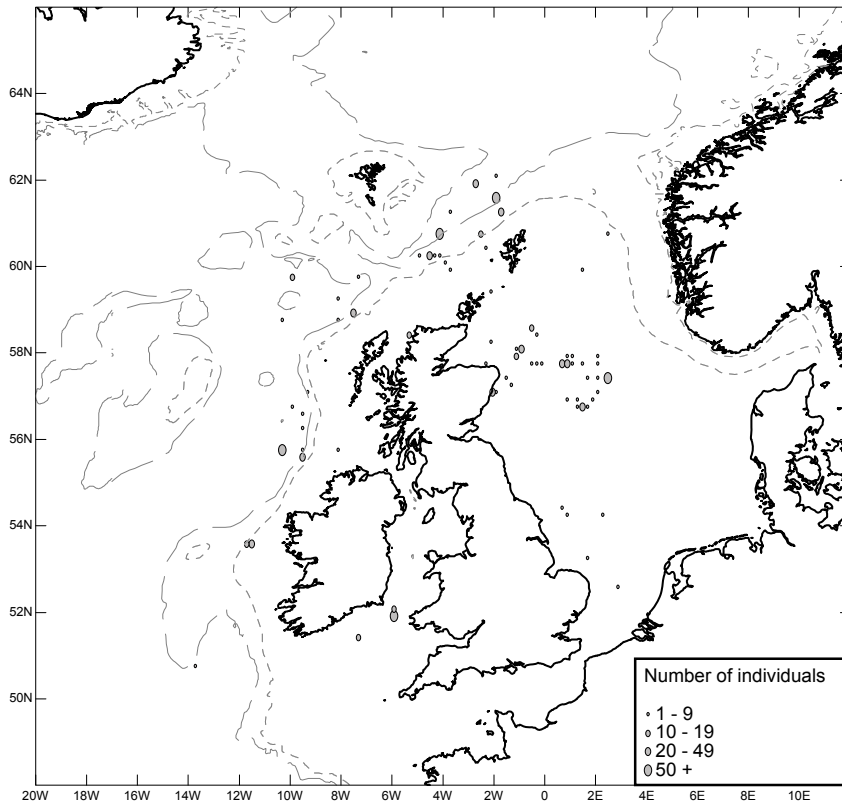 64N
62N
60N
58N
56N
54N
52N
50N
20W 18W 16W 14W 12W 10W 8W 6W 4W 2W 0 2E 4E 6E 8E 10E
Number of individuals
1 - 9
10 - 19
20 - 49
50 +